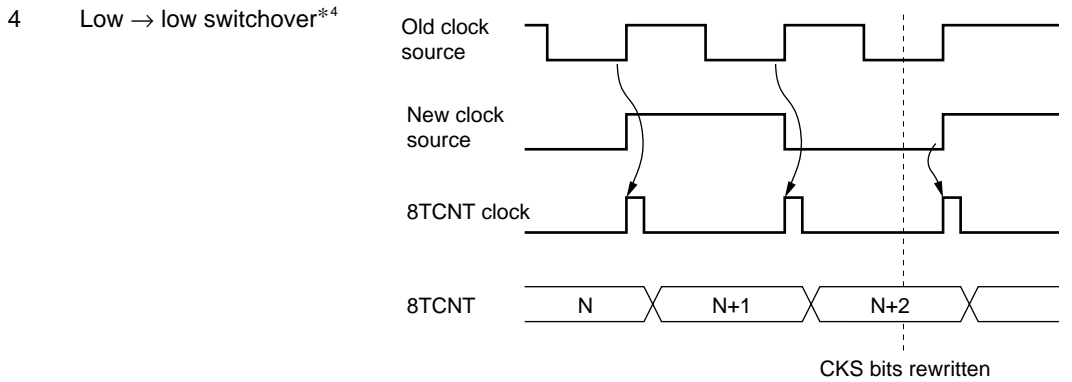 4 Low → low switchover*4
Old clock
source
New clock
source
8TCNT clock
8TCNT N N+1 N+2
CKS bits rewritten